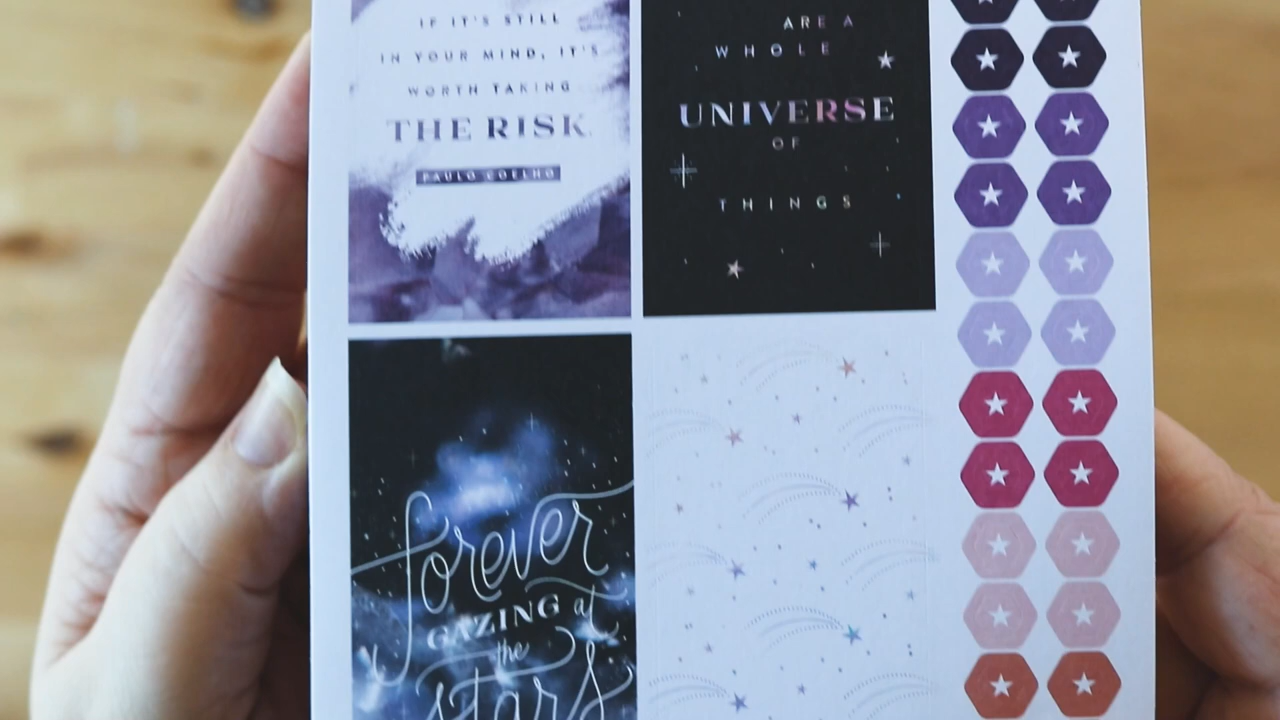 IF IT'S STILL
IN YOUR MIND, IT'S
WORTH TAKING
THE RISK.
PAULO COELHO
ARE A
WHOLE
UNIVERSE
OF
THINGS
forever
GAZING at
the
stars